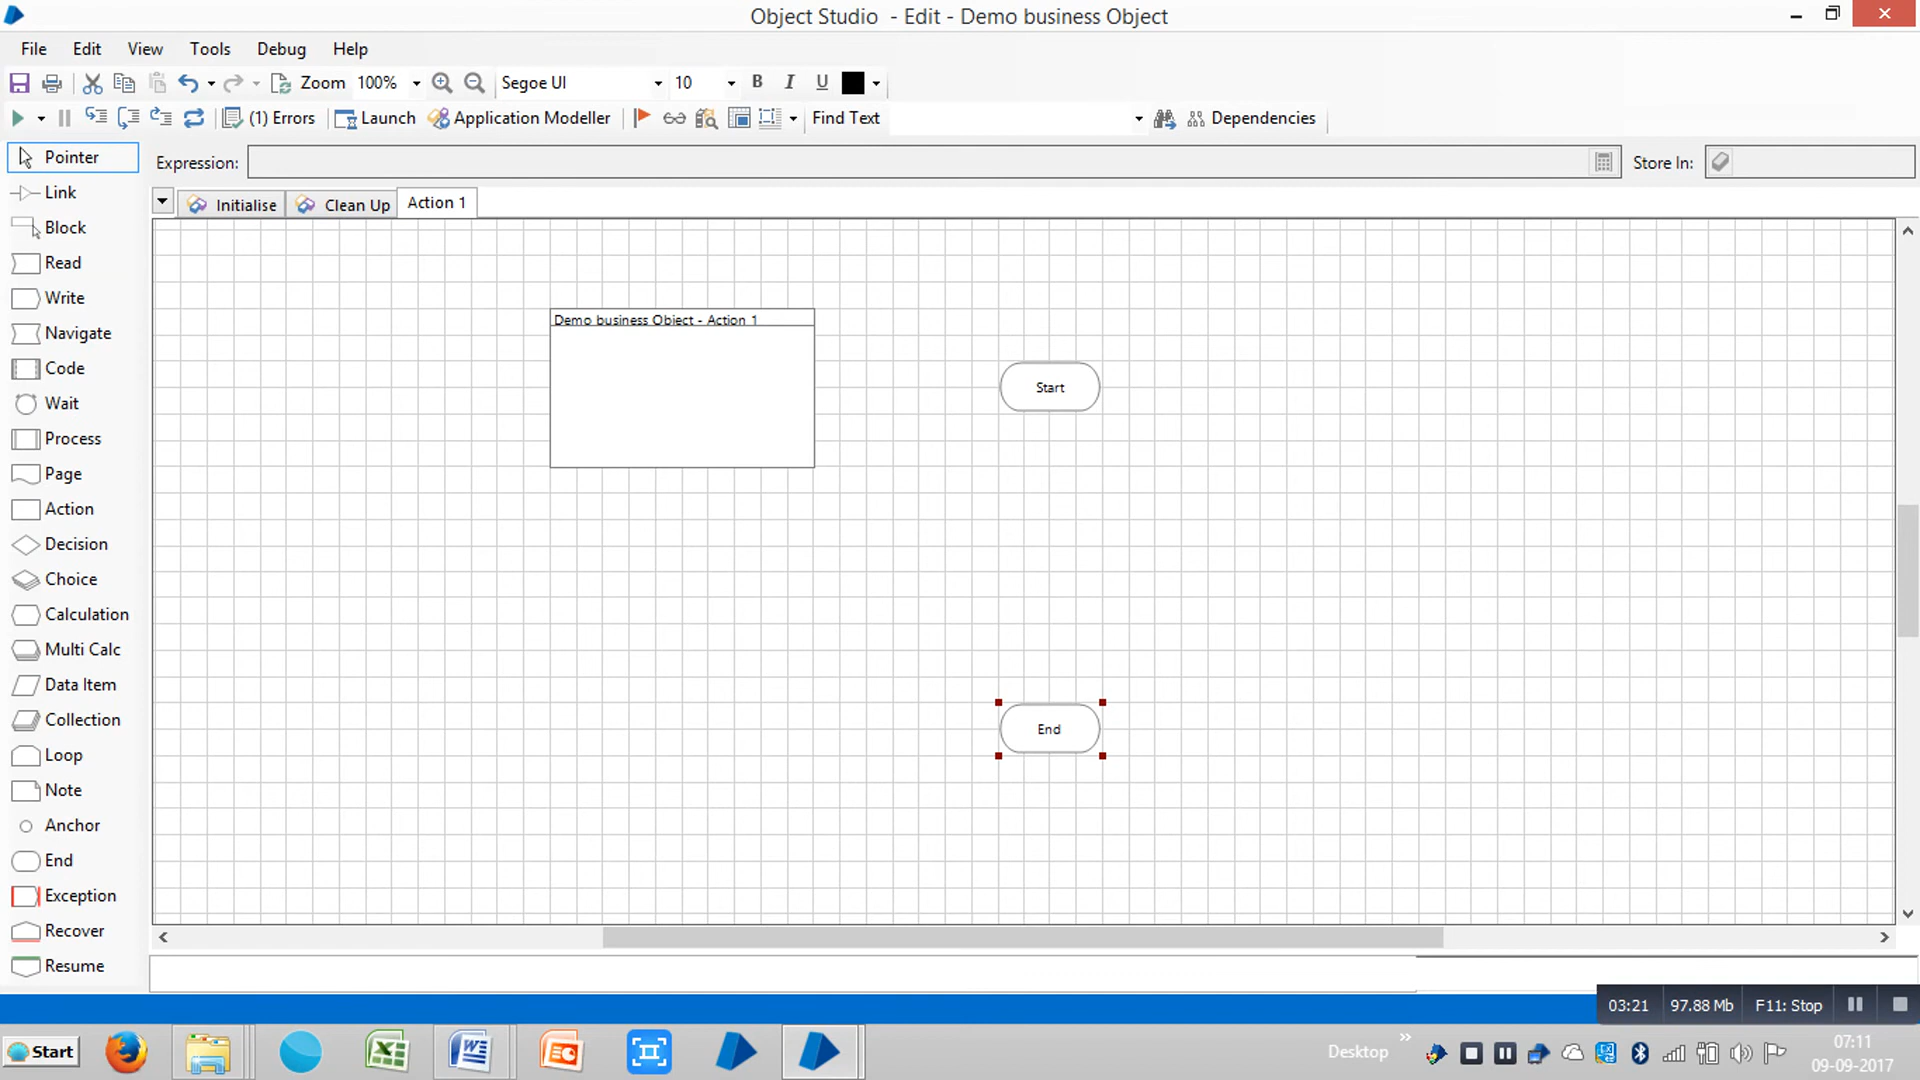 Object Studio - Edit - Demo business Object
File Edit View Tools Debug Help
Zoom 100% Segoe UI 10 B I U
(1) Errors Launch Application Modeller Find Text Dependencies
Pointer
Expression: Store In:
Link
Initialise Clean Up Action 1
Block
Read
Write
Navigate
Code
Wait
Process
Page
Action
Decision
Choice
Calculation
Multi Calc
Data Item
Collection
Loop
Note
Anchor
End
Exception
Recover
Resume
Demo business Object - Action 1
Start
End
03:21 97.88 Mb F11: Stop
Start
Desktop
07:11
09-09-2017